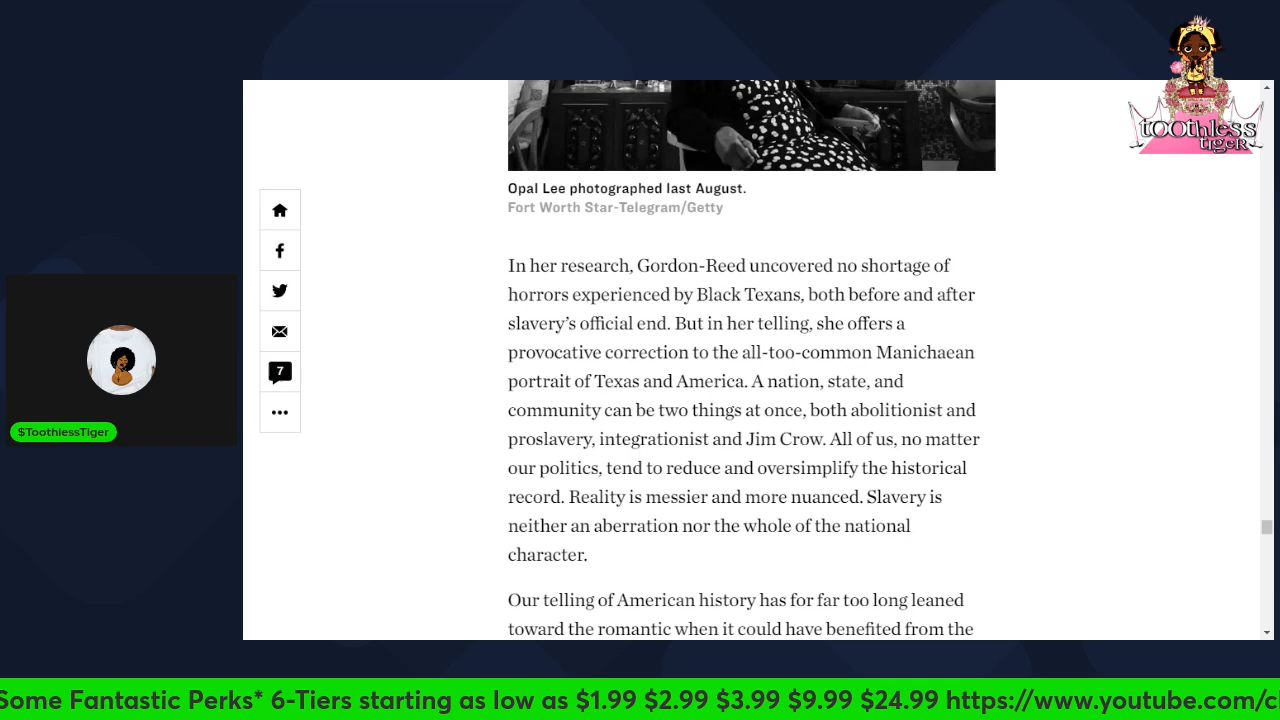 toothless
tiger
Opal Lee photographed last August.
Fort Worth Star-Telegram/Getty
In her research, Gordon-Reed uncovered no shortage of
horrors experienced by Black Texans, both before and after
slavery’s official end. But in her telling, she offers a
provocative correction to the all-too-common Manichaean
portrait of Texas and America. A nation, state, and
community can be two things at once, both abolitionist and
proslavery, integrationist and Jim Crow. All of us, no matter
our politics, tend to reduce and oversimplify the historical
record. Reality is messier and more nuanced. Slavery is
neither an aberration nor the whole of the national
character.
Our telling of American history has for far too long leaned
toward the romantic when it could have benefited from the
7
$ToothlessTiger
Some Fantastic Perks* 6-Tiers starting as low as $1.99 $2.99 $3.99 $9.99 $24.99 https://www.youtube.com/c